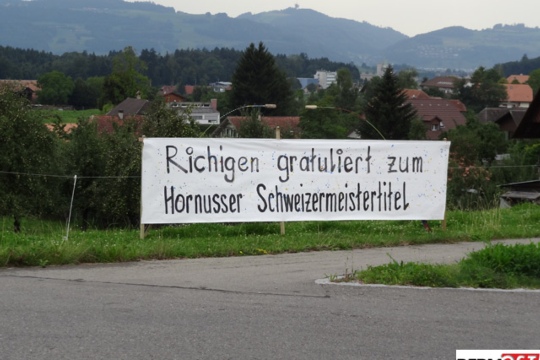 Richigen gratuliert zum
Hornusser Schweizermeistertitel